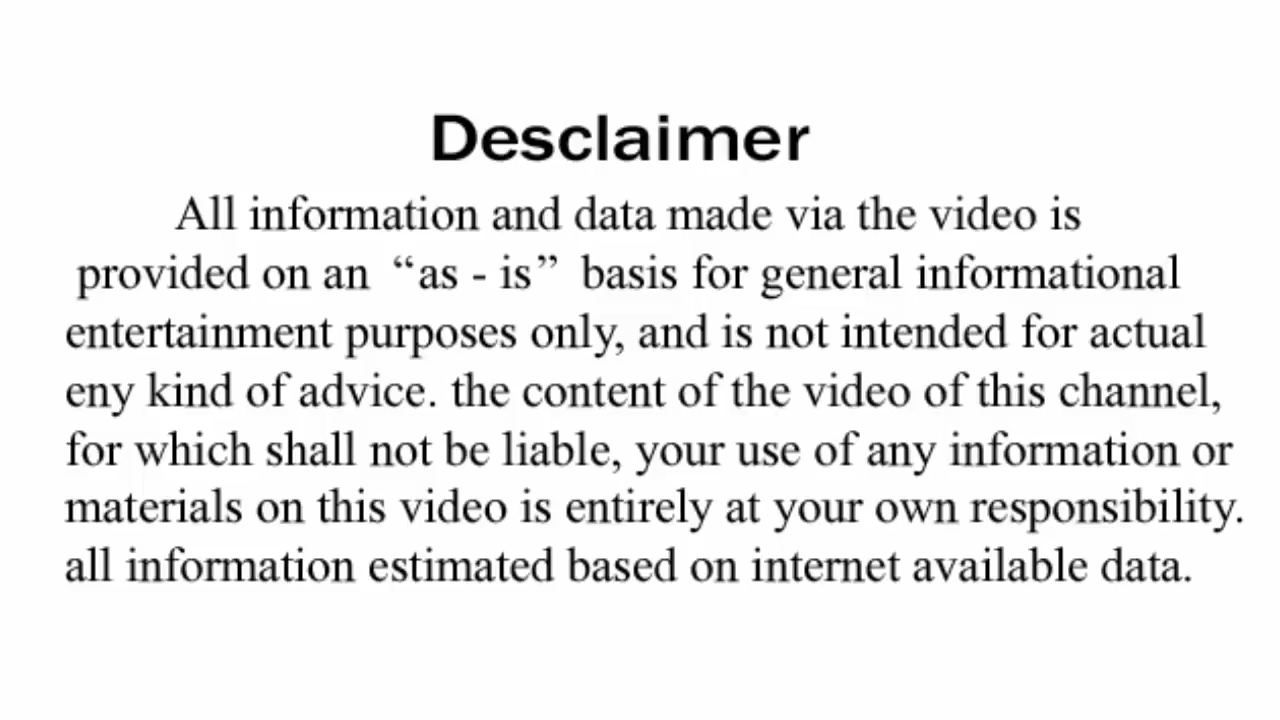 Desclaimer
All information and data made via the video is
provided on an “as - is” basis for general informational
entertainment purposes only, and is not intended for actual
eny kind of advice. the content of the video of this channel,
for which shall not be liable, your use of any information or
materials on this video is entirely at your own responsibility.
all information estimated based on internet available data.